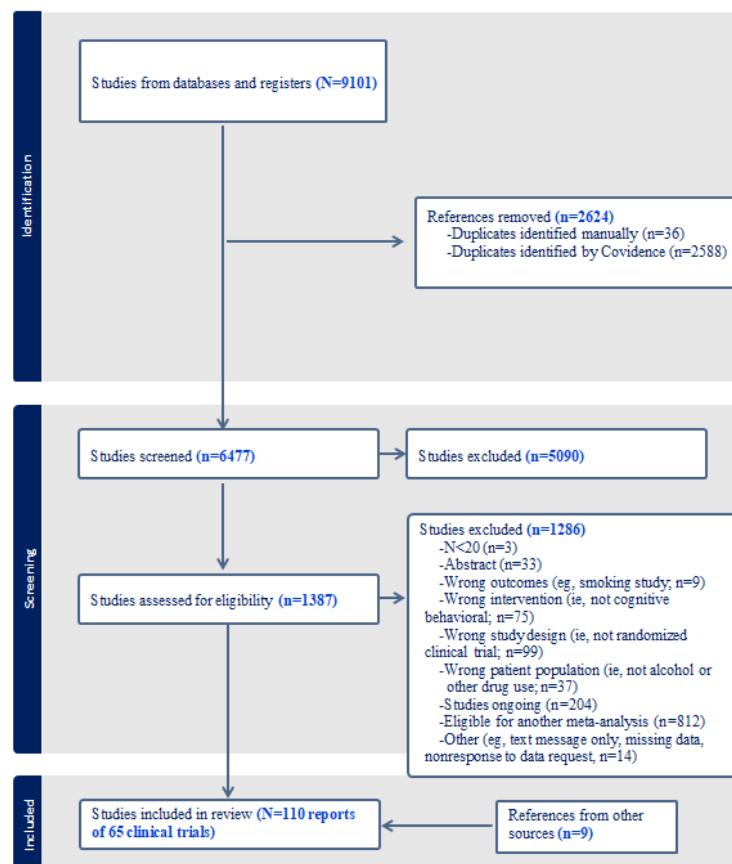 Identification
Studies from databases and registers (N=9101)
References removed (n=2624)
-Duplicates identified manually (n=36)
-Duplicates identified by Covidence (n=2588)
Screening
Studies screened (n=6477)
Studies excluded (n=5090)
Studies assessed for eligibility (n=1387)
Studies excluded (n=1286)
-N<20 (n=3)
-Abstract (n=33)
-Wrong outcomes (eg, smoking study; n=9)
-Wrong intervention (ie, not cognitive
behavioral; n=75)
-Wrong study design (ie, not randomized
clinical trial; n=99)
-Wrong patient population (ie, not alcohol or
other drug use; n=37)
-Studies ongoing (n=204)
-Eligible for another meta-analysis (n=812)
-Other (eg, text message only, missing data,
nonresponse to data request, n=14)
Included
Studies included in review (N=110 reports
of 65 clinical trials)
References from other
sources (n=9)